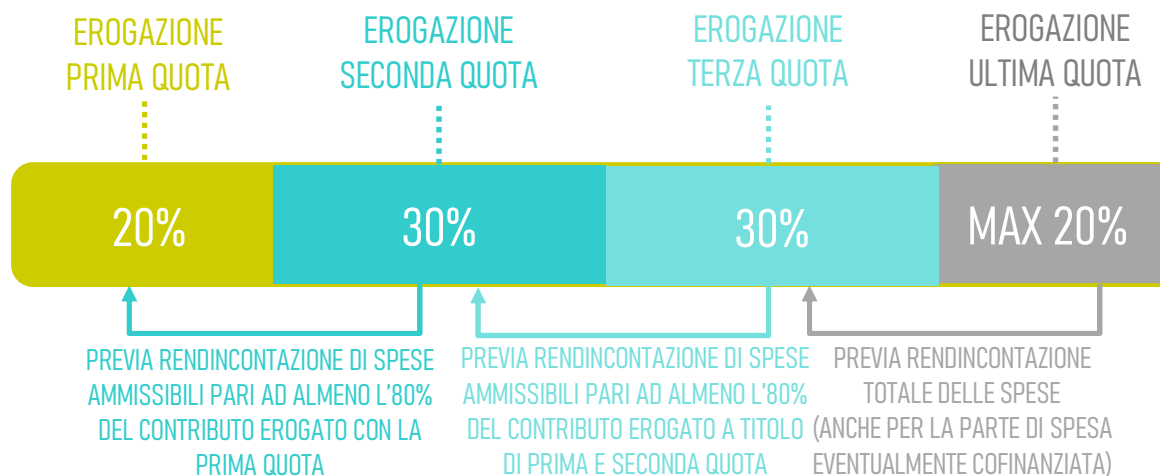 EROGAZIONE
PRIMA QUOTA
EROGAZIONE
SECONDA QUOTA
EROGAZIONE
TERZA QUOTA
EROGAZIONE
ULTIMA QUOTA
20%
30%
30%
MAX 20%
PREVIA RENDINCONTAZIONE DI SPESE
AMMISSIBILI PARI AD ALMENO L'80%
DEL CONTRIBUTO EROGATO CON LA
PRIMA QUOTA
PREVIA RENDINCONTAZIONE DI SPESE
AMMISSIBILI PARI AD ALMENO L'80%
DEL CONTRIBUTO EROGATO A TITOLO
DI PRIMA E SECONDA QUOTA
PREVIA RENDINCONTAZIONE
TOTALE DELLE SPESE
(ANCHE PER LA PARTE DI SPESA
EVENTUALMENTE COFINANZIATA)